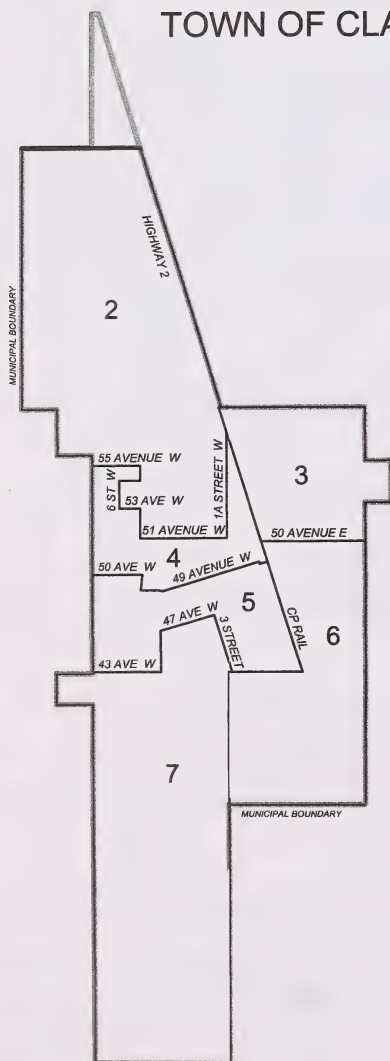 TOWN OF CLA
HIGHWAY 2
MUNICIPAL BOUNDARY
2
55 AVENUE W
6 ST W
53 AVE W
1A STREET W
51 AVENUE W
3
50 AVENUE E
4
50 AVE W
49 AVENUE W
5
47 AVE W
3 STREET
CP RAIL
6
43 AVE W
7
MUNICIPAL BOUNDARY